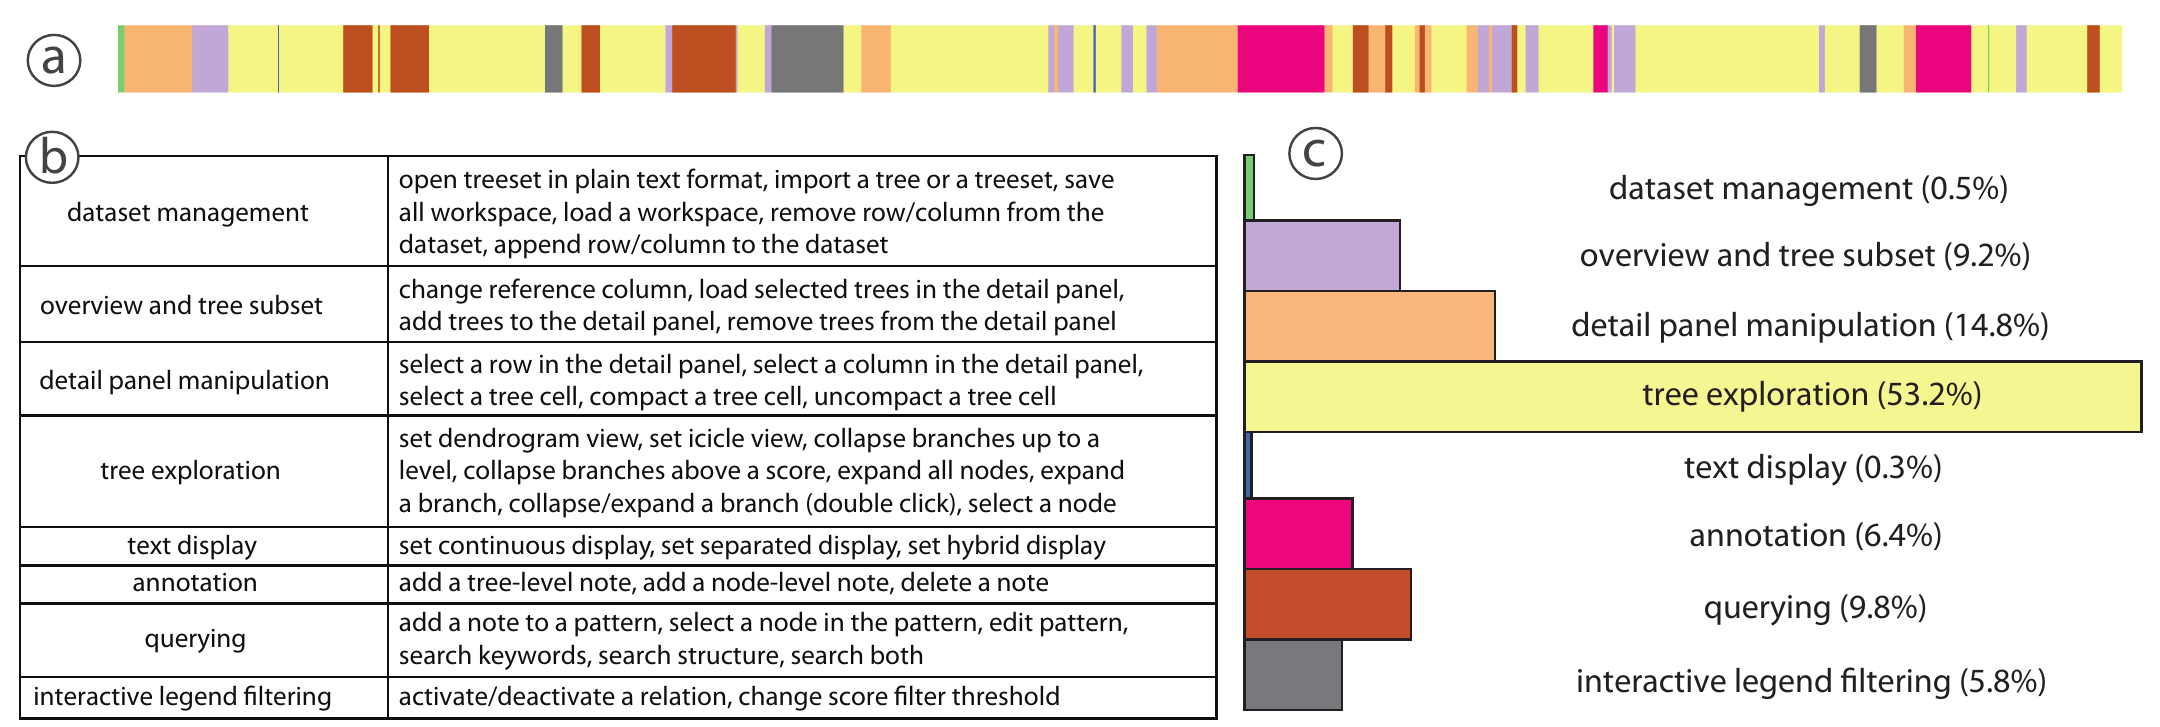 a
b
dataset management
open treeset in plain text format, import a tree or a treeset, save
all workspace, load a workspace, remove row/column from the
dataset, append row/column to the dataset
overview and tree subset
change reference column, load selected trees in the detail panel,
add trees to the detail panel, remove trees from the detail panel
detail panel manipulation
select a row in the detail panel, select a column in the detail panel,
select a tree cell, compact a tree cell, uncompact a tree cell
tree exploration
set dendrogram view, set icicle view, collapse branches up to a
level, collapse branches above a score, expand all nodes, expand
a branch, collapse/expand a branch (double click), select a node
text display
set continuous display, set separated display, set hybrid display
annotation
add a tree-level note, add a node-level note, delete a note
querying
add a note to a pattern, select a node in the pattern, edit pattern,
search keywords, search structure, search both
interactive legend filtering
activate/deactivate a relation, change score filter threshold
c
dataset management (0.5%)
overview and tree subset (9.2%)
detail panel manipulation (14.8%)
tree exploration (53.2%)
text display (0.3%)
annotation (6.4%)
querying (9.8%)
interactive legend filtering (5.8%)